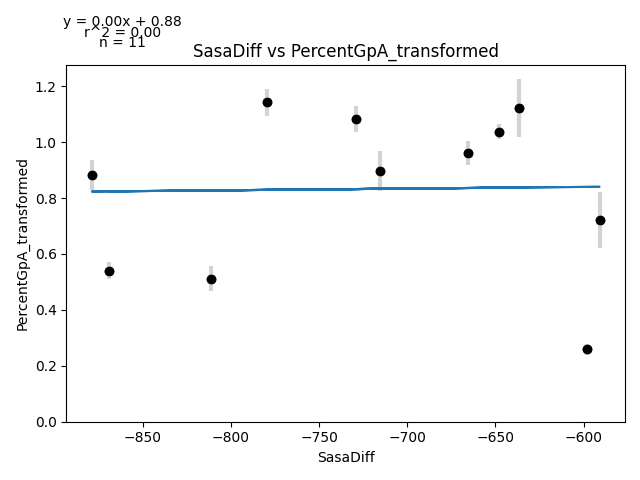 y = 0.00x + 0.88
r^2 = 0.00
n = 11
SasaDiff vs PercentGpA_transformed
1.2
1.0
0.8
0.6
0.4
0.2
0.0
PercentGpA_transformed
−850
−800
−750
−700
−650
−600
SasaDiff